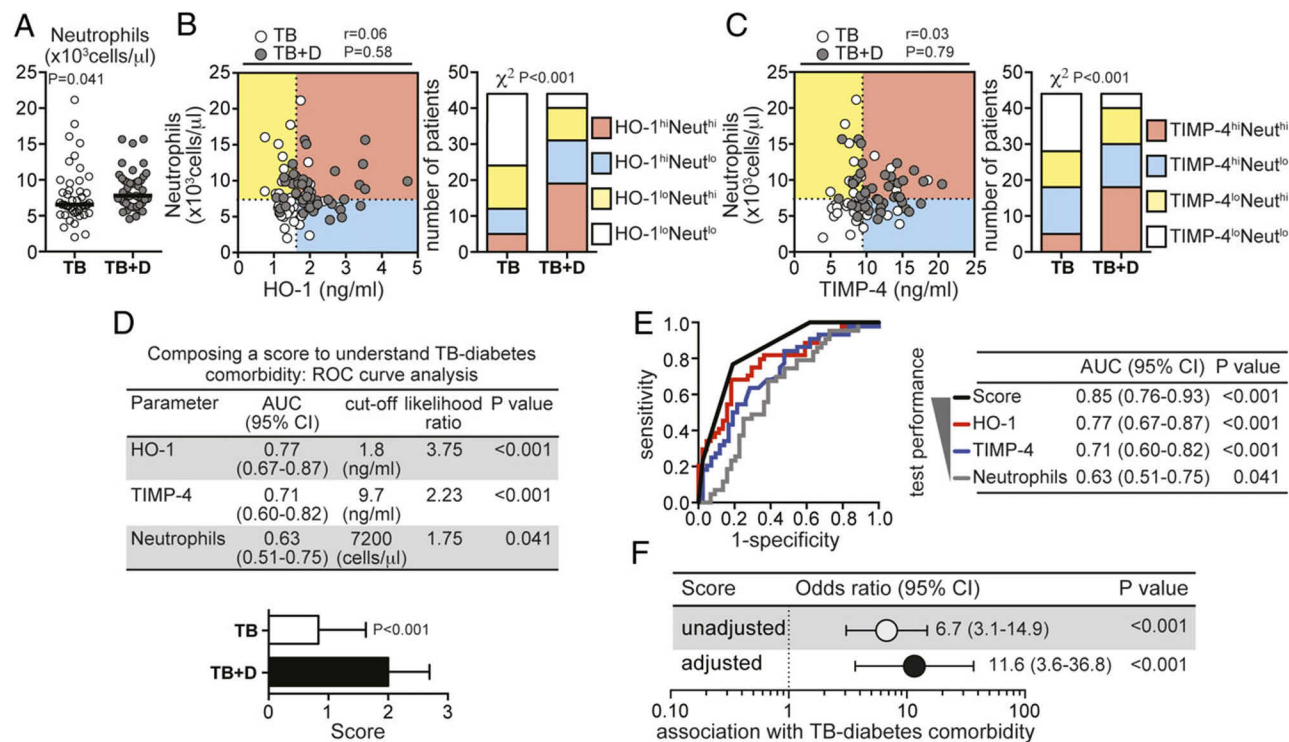 A
Neutrophils
(x10³cells/µl)
P=0.041
25
20
15
10
5
0
TB
TB+D
B
TB
TB+D
r=0.06
P=0.58
Neutrophils
(x10³cells/µl)
25
20
15
10
5
0
0 1 2 3 4 5
HO-1 (ng/ml)
number of patients
50
40
30
20
10
0
χ² P<0.001
TB
TB+D
HO-1ʰⁱNeutʰⁱ
HO-1ʰⁱNeutˡᵒ
HO-1ˡᵒNeutʰⁱ
HO-1ˡᵒNeutˡᵒ
C
TB
TB+D
r=0.03
P=0.79
Neutrophils
(x10³cells/µl)
25
20
15
10
5
0
0 5 10 15 20 25
TIMP-4 (ng/ml)
number of patients
50
40
30
20
10
0
χ² P<0.001
TB
TB+D
TIMP-4ʰⁱNeutʰⁱ
TIMP-4ʰⁱNeutˡᵒ
TIMP-4ˡᵒNeutʰⁱ
TIMP-4ˡᵒNeutˡᵒ
D
Composing a score to understand TB-diabetes
comorbidity: ROC curve analysis
Parameter AUC cut-off likelihood P value
(95% CI) ratio
HO-1 0.77 1.8 3.75 <0.001
(0.67-0.87) (ng/ml)
TIMP-4 0.71 9.7 2.23 <0.001
(0.60-0.82) (ng/ml)
Neutrophils 0.63 7200 1.75 0.041
(0.51-0.75) (cells/µl)
TB
P<0.001
TB+D
0 1 2 3
Score
E
sensitivity
1.0
0.8
0.6
0.4
0.2
0.0
0.0 0.2 0.4 0.6 0.8 1.0
1-specificity
test performance
AUC (95% CI) P value
Score 0.85 (0.76-0.93) <0.001
HO-1 0.77 (0.67-0.87) <0.001
TIMP-4 0.71 (0.60-0.82) <0.001
Neutrophils 0.63 (0.51-0.75) 0.041
F
Score Odds ratio (95% CI) P value
unadjusted 6.7 (3.1-14.9) <0.001
adjusted 11.6 (3.6-36.8) <0.001
0.10 1 10 100
association with TB-diabetes comorbidity